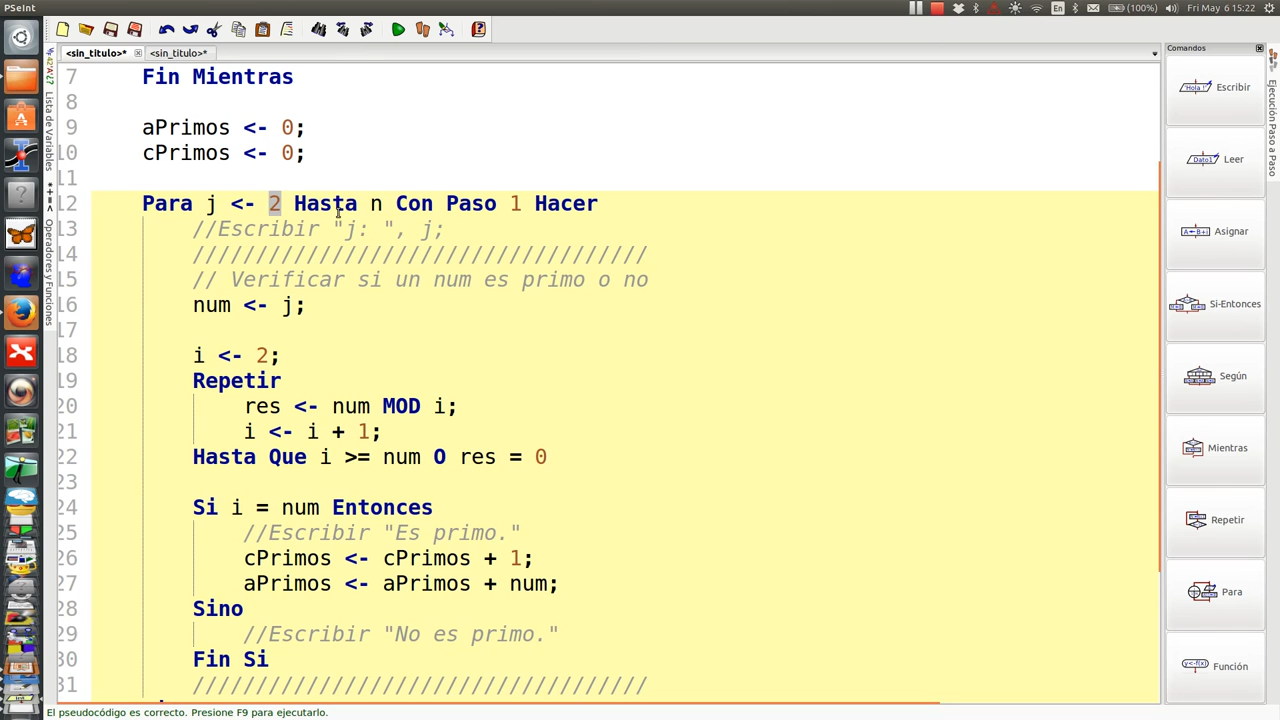 PSeInt
En
(100%)
Fri May 6 15:22
<sin_titulo>*
<sin_titulo>*
Comandos
Lista de Variables
Operadores y Funciones
Ejecución Paso a Paso
7 Fin Mientras
8
9 aPrimos <- 0;
10 cPrimos <- 0;
11
12 Para j <- 2 Hasta n Con Paso 1 Hacer
13 //Escribir "j: ", j;
14 ////////////////////////////////////
15 // Verificar si un num es primo o no
16 num <- j;
17
18 i <- 2;
19 Repetir
20 res <- num MOD i;
21 i <- i + 1;
22 Hasta Que i >= num O res = 0
23
24 Si i = num Entonces
25 //Escribir "Es primo."
26 cPrimos <- cPrimos + 1;
27 aPrimos <- aPrimos + num;
28 Sino
29 //Escribir "No es primo."
30 Fin Si
31 ////////////////////////////////////
Escribir
Leer
Asignar
Si-Entonces
Según
Mientras
Repetir
Para
Función
El pseudocódigo es correcto. Presione F9 para ejecutarlo.